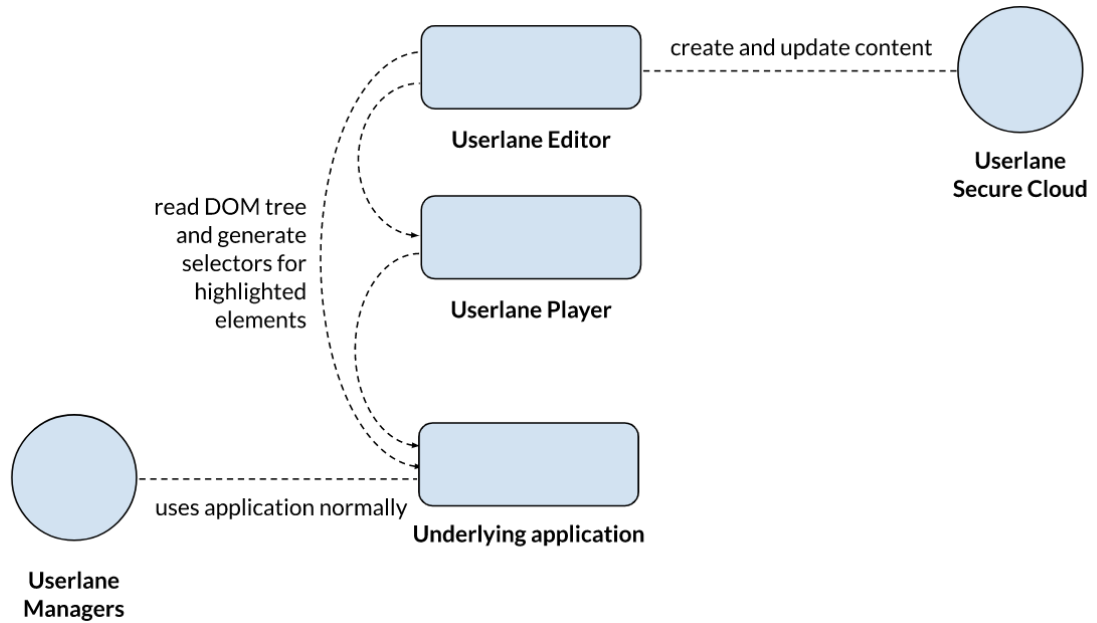 create and update content
Userlane Editor
Userlane
Secure Cloud
read DOM tree
and generate
selectors for
highlighted
elements
Userlane Player
uses application normally
Underlying application
Userlane
Managers